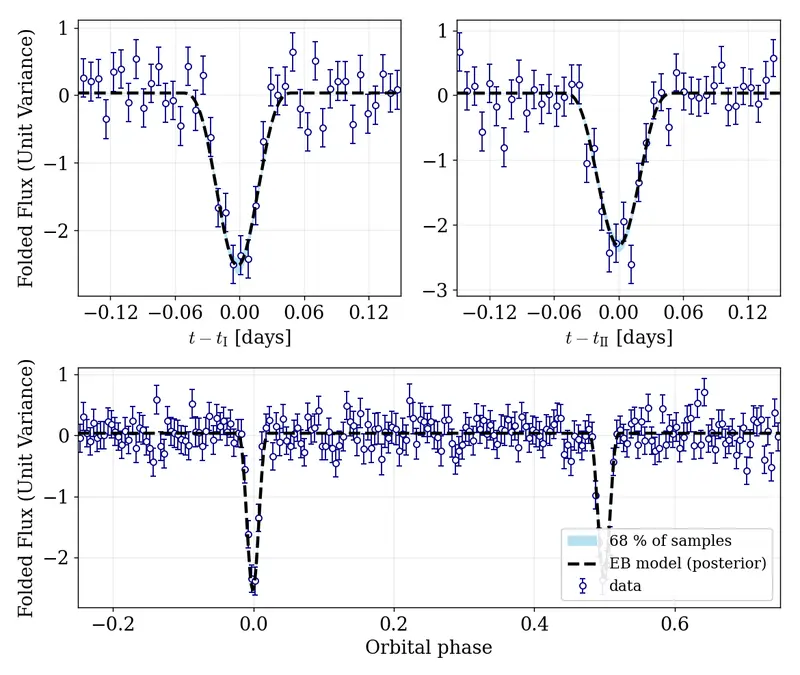 Folded Flux (Unit Variance)
1
0
−1
−2
−0.12 −0.06 0.00 0.06 0.12
t − tI [days]
1
0
−1
−2
−3
−0.12 −0.06 0.00 0.06 0.12
t − tII [days]
Folded Flux (Unit Variance)
1
0
−1
−2
68 % of samples
EB model (posterior)
data
−0.2 0.0 0.2 0.4 0.6
Orbital phase